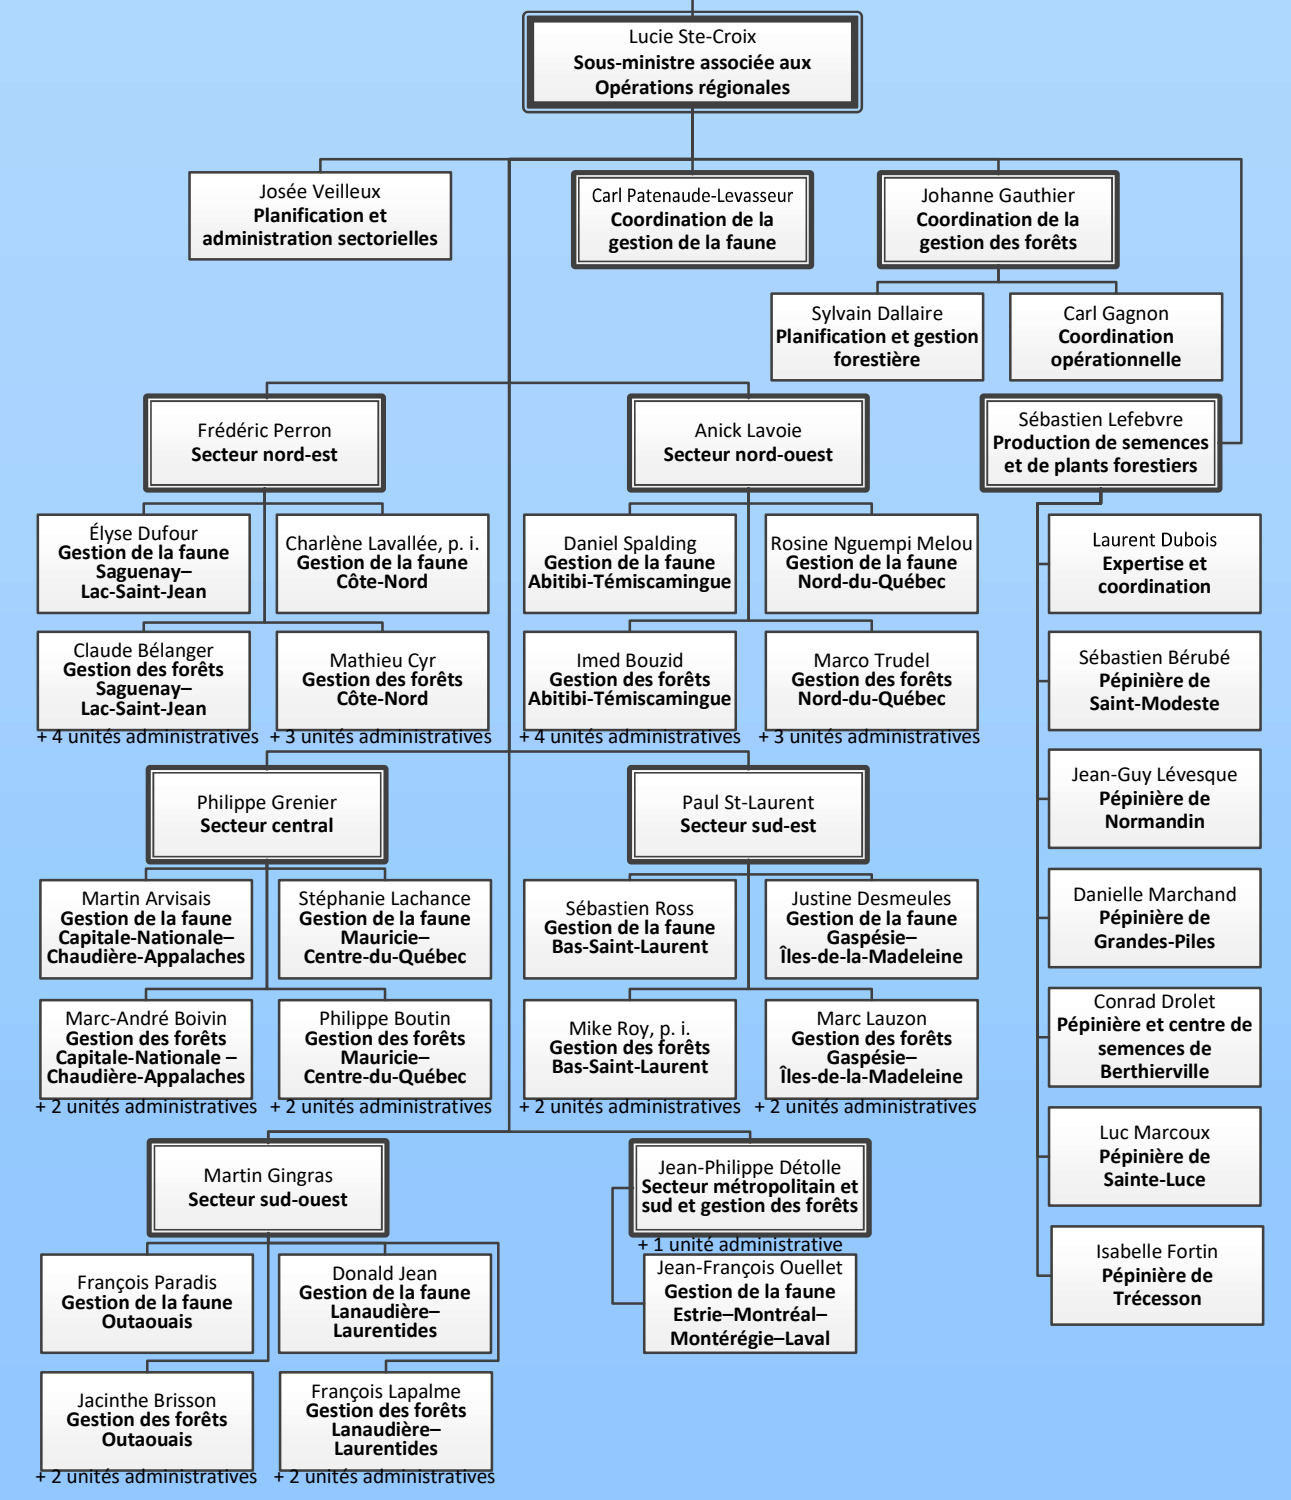 Lucie Ste-Croix
Sous-ministre associée aux
Opérations régionales
Josée Veilleux
Planification et
administration sectorielles
Carl Patenaude-Levasseur
Coordination de la
gestion de la faune
Johanne Gauthier
Coordination de la
gestion des forêts
Sylvain Dallaire
Planification et gestion
forestière
Carl Gagnon
Coordination
opérationnelle
Frédéric Perron
Secteur nord-est
Anick Lavoie
Secteur nord-ouest
Sébastien Lefebvre
Production de semences
et de plants forestiers
Élyse Dufour
Gestion de la faune
Saguenay–
Lac-Saint-Jean
Charlène Lavallée, p. i.
Gestion de la faune
Côte-Nord
Daniel Spalding
Gestion de la faune
Abitibi-Témiscamingue
Rosine Nguempi Melou
Gestion de la faune
Nord-du-Québec
Laurent Dubois
Expertise et
coordination
Claude Bélanger
Gestion des forêts
Saguenay–
Lac-Saint-Jean
+ 4 unités administratives
Mathieu Cyr
Gestion des forêts
Côte-Nord
+ 3 unités administratives
Imed Bouzid
Gestion des forêts
Abitibi-Témiscamingue
+ 4 unités administratives
Marco Trudel
Gestion des forêts
Nord-du-Québec
+ 3 unités administratives
Sébastien Bérubé
Pépinière de
Saint-Modeste
Philippe Grenier
Secteur central
Paul St-Laurent
Secteur sud-est
Jean-Guy Lévesque
Pépinière de
Normandin
Martin Arvisais
Gestion de la faune
Capitale-Nationale–
Chaudière-Appalaches
Stéphanie Lachance
Gestion de la faune
Mauricie–
Centre-du-Québec
Sébastien Ross
Gestion de la faune
Bas-Saint-Laurent
Justine Desmeules
Gestion de la faune
Gaspésie–
Îles-de-la-Madeleine
Danielle Marchand
Pépinière de
Grandes-Piles
Marc-André Boivin
Gestion des forêts
Capitale-Nationale –
Chaudière-Appalaches
+ 2 unités administratives
Philippe Boutin
Gestion des forêts
Mauricie–
Centre-du-Québec
+ 2 unités administratives
Mike Roy, p. i.
Gestion des forêts
Bas-Saint-Laurent
+ 2 unités administratives
Marc Lauzon
Gestion des forêts
Gaspésie–
Îles-de-la-Madeleine
+ 2 unités administratives
Conrad Drolet
Pépinière et centre de
semences de
Berthierville
Martin Gingras
Secteur sud-ouest
Jean-Philippe Détolle
Secteur métropolitain et
sud et gestion des forêts
+ 1 unité administrative
Luc Marcoux
Pépinière de
Sainte-Luce
François Paradis
Gestion de la faune
Outaouais
Donald Jean
Gestion de la faune
Lanaudière–
Laurentides
Jean-François Ouellet
Gestion de la faune
Estrie–Montréal–
Montérégie–Laval
Isabelle Fortin
Pépinière de
Trécesson
Jacinthe Brisson
Gestion des forêts
Outaouais
+ 2 unités administratives
François Lapalme
Gestion des forêts
Lanaudière–
Laurentides
+ 2 unités administratives